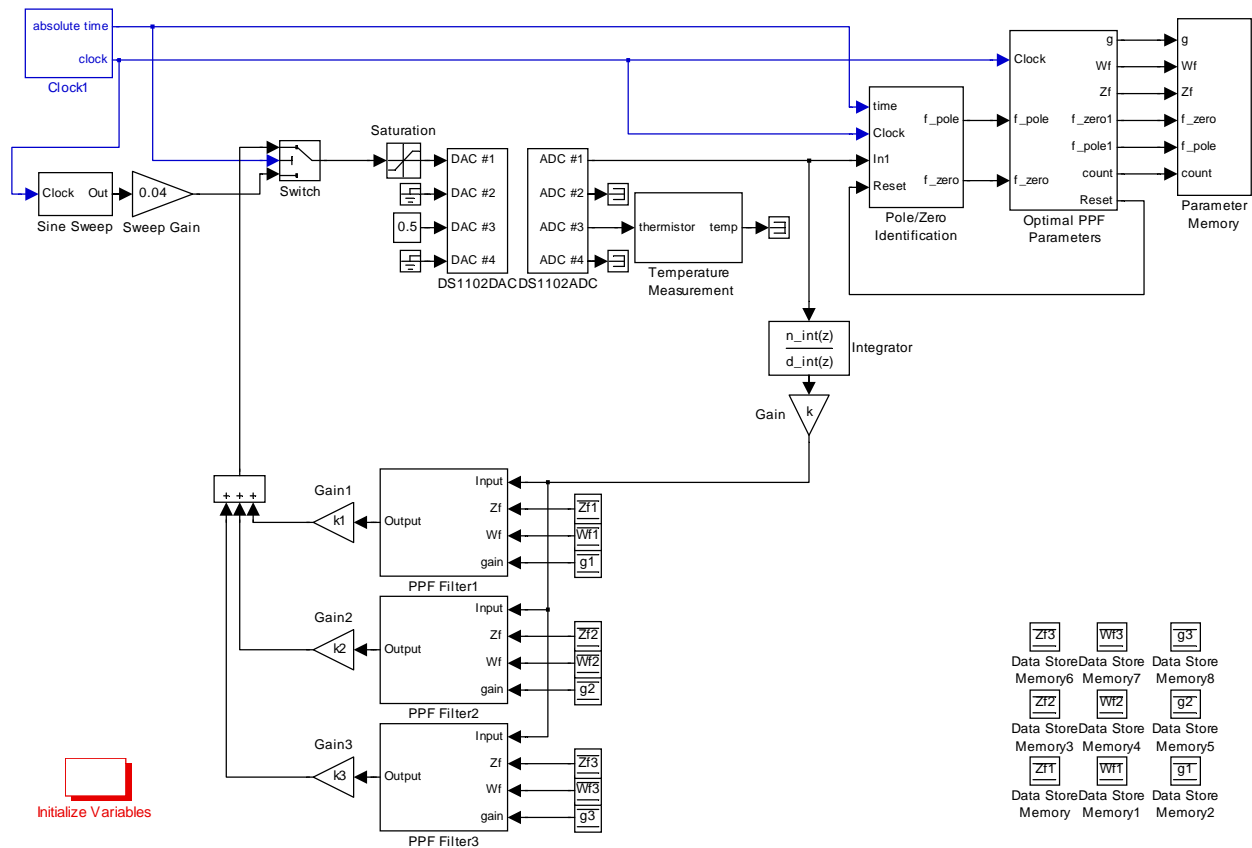 absolute time
clock
Clock1
Clock
Out
Sine Sweep
0.04
Sweep Gain
Switch
Saturation
DAC #1
DAC #2
DAC #3
DAC #4
0.5
DS1102DAC
ADC #1
ADC #2
ADC #3
ADC #4
DS1102ADC
thermistor
temp
Temperature
Measurement
time
Clock
In1
Reset
f_pole
f_zero
Pole/Zero
Identification
Clock
f_pole
f_zero
g
Wf
Zf
f_zero1
f_pole1
count
Reset
Optimal PPF
Parameters
g
Wf
Zf
f_zero
f_pole
count
Parameter
Memory
n_int(z)
d_int(z)
Integrator
Gain
k
Gain1
k1
Output
Input
Zf
Wf
gain
Zf1
Wf1
g1
PPF Filter1
Gain2
k2
Output
Input
Zf
Wf
gain
Zf2
Wf2
g2
PPF Filter2
Gain3
k3
Output
Input
Zf
Wf
gain
Zf3
Wf3
g3
PPF Filter3
+ + +
Initialize Variables
Zf3
Data Store
Memory6
Wf3
Data Store
Memory7
g3
Data Store
Memory8
Zf2
Data Store
Memory3
Wf2
Data Store
Memory4
g2
Data Store
Memory5
Zf1
Data Store
Memory
Wf1
Data Store
Memory1
g1
Data Store
Memory2